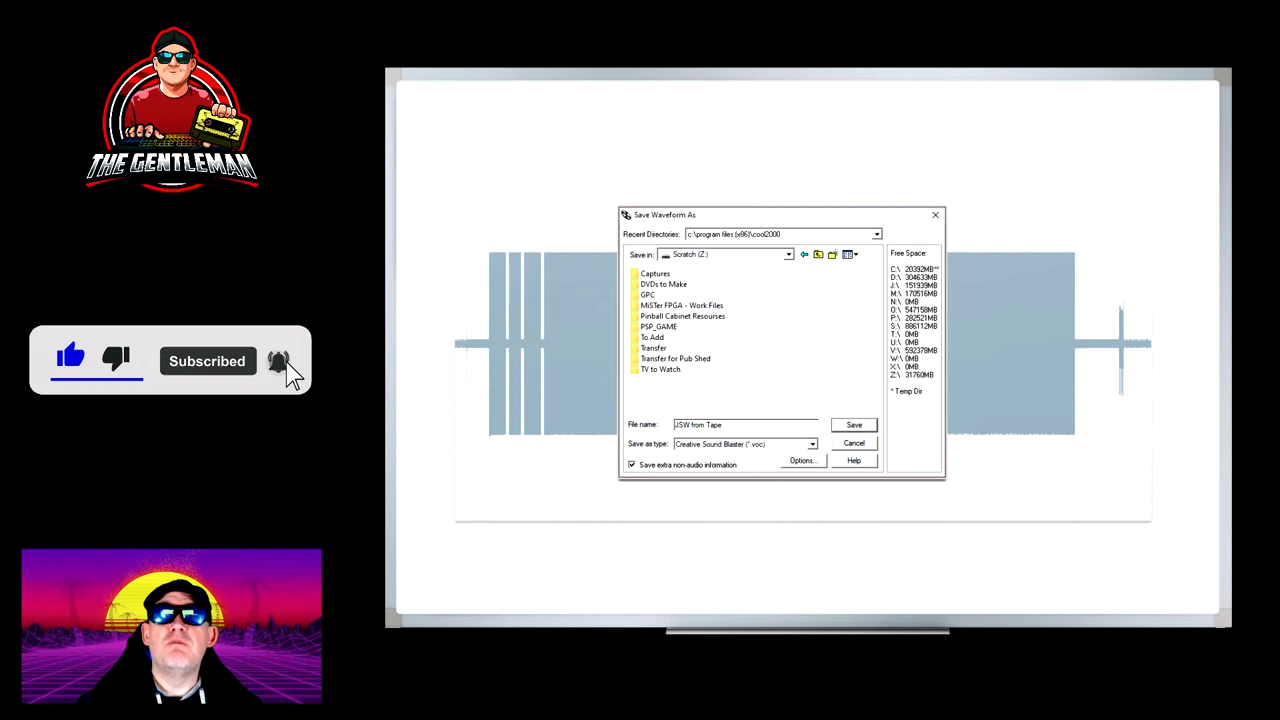 THE GENTLEMAN
Subscribed
Save Waveform As
Recent Directories: c:\program files (x86)\cool2000
Save in: Scratch (Z:)
Captures
DVDs to Make
GPC
MiSTer FPGA - Work Files
Pinball Cabinet Resourses
PSP_GAME
To Add
Transfer
Transfer for Pub Shed
TV to Watch
File name: JSW from Tape Save
Save as type: Creative Sound Blaster (*.voc) Cancel
Save extra non-audio information Options... Help
Free Space:
C:\ 20392MB**
D:\ 304633MB
J:\ 151939MB
M:\ 170516MB
N:\ 0MB
O:\ 547158MB
P:\ 282521MB
S:\ 886112MB
T:\ 0MB
U:\ 0MB
V:\ 592378MB
W:\ 0MB
X:\ 0MB
Z:\ 31760MB
* Temp Dir